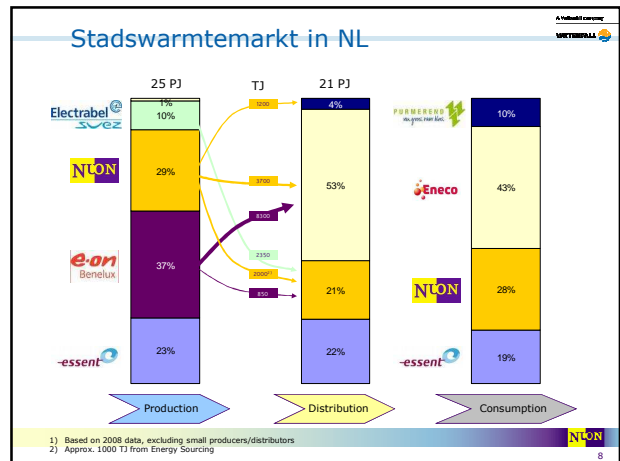 A Vattenfall company
VATTENFALL
Stadswarmtemarkt in NL
25 PJ
TJ
21 PJ
Electrabel
SUEZ
NUON
e·on
Benelux
essent
1%
10%
29%
37%
23%
1200
3700
8300
2350
2000²⁾
850
4%
53%
21%
22%
PURMEREND
Eneco
NUON
essent
10%
43%
28%
19%
Production
Distribution
Consumption
1) Based on 2008 data, excluding small producers/distributors
2) Approx. 1000 TJ from Energy Sourcing
NUON
8